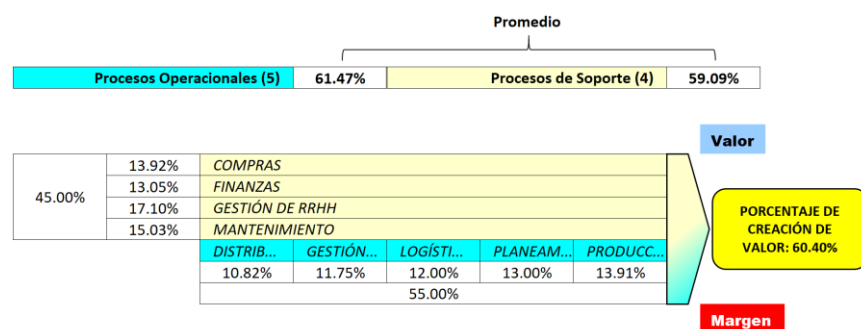 Promedio
Procesos Operacionales (5) 61.47% Procesos de Soporte (4) 59.09%
Valor
45.00%
13.92% COMPRAS
13.05% FINANZAS
17.10% GESTIÓN DE RRHH
15.03% MANTENIMIENTO
PORCENTAJE DE
CREACIÓN DE
VALOR: 60.40%
DISTRIB... GESTIÓN... LOGÍSTI... PLANEAM... PRODUCC...
10.82% 11.75% 12.00% 13.00% 13.91%
55.00%
Margen